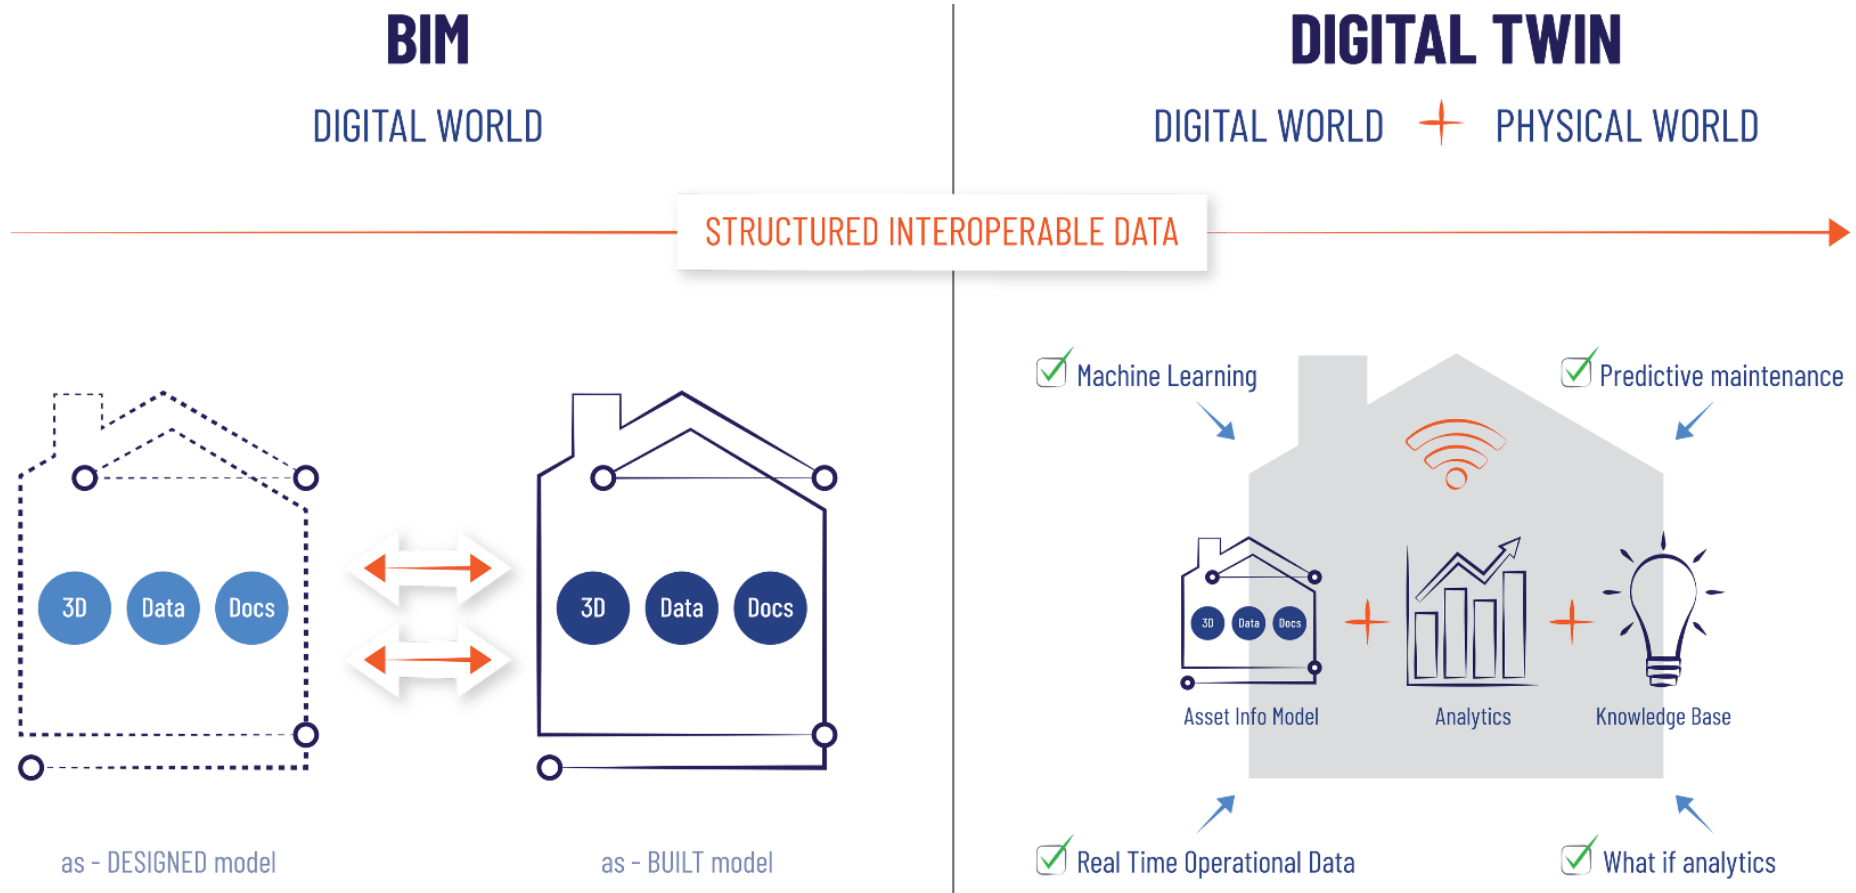 BIM
DIGITAL WORLD
DIGITAL TWIN
DIGITAL WORLD + PHYSICAL WORLD
STRUCTURED INTEROPERABLE DATA
3D Data Docs
3D Data Docs
as - DESIGNED model
as - BUILT model
Machine Learning
Predictive maintenance
3D Data Docs
Asset Info Model
+
Analytics
+
Knowledge Base
Real Time Operational Data
What if analytics